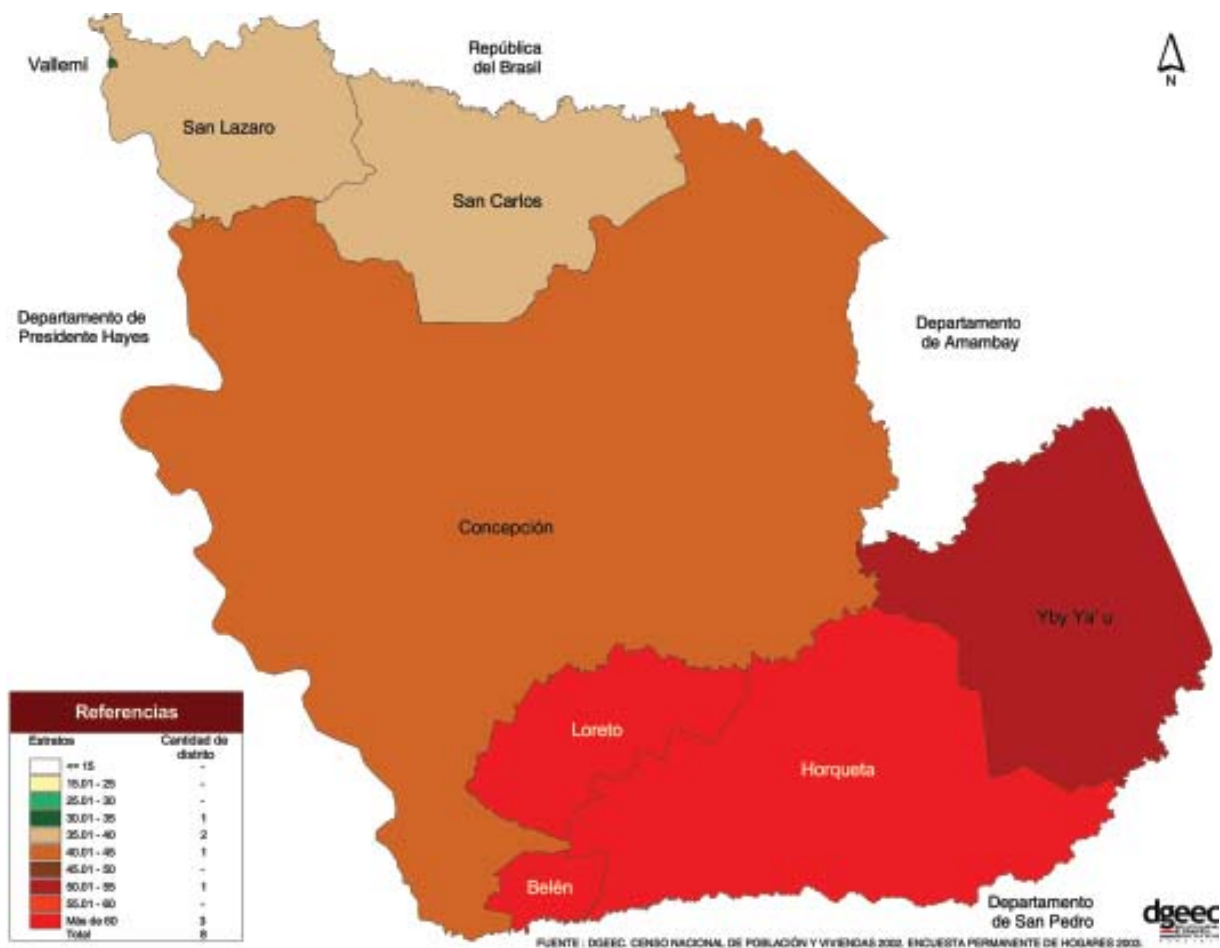 República
del Brasil
N
Vallemí
San Lazaro
San Carlos
Departamento de
Presidente Hayes
Departamento
de Amambay
Concepción
Yby Ya' u
Loreto
Horqueta
Belén
Departamento
de San Pedro
Referencias
Estratos Cantidad de
distrito
<= 15 -
15.01 - 25 -
25.01 - 30 -
30.01 - 35 1
35.01 - 40 2
40.01 - 45 1
45.01 - 50 -
50.01 - 55 1
55.01 - 60 -
Más de 60 3
Total 8
dgeec
FUENTE : DGEEC. CENSO NACIONAL DE POBLACIÓN Y VIVIENDAS 2002. ENCUESTA PERMANENTE DE HOGARES